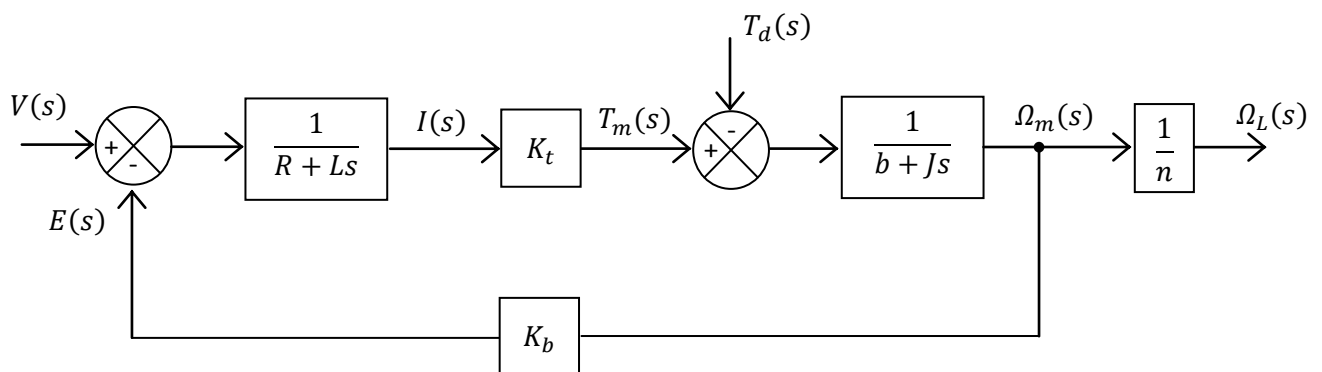 T_d(s)
V(s)
+
-
1
R + Ls
I(s)
K_t
T_m(s)
-
+
1
b + Js
Ω_m(s)
1
n
Ω_L(s)
E(s)
K_b